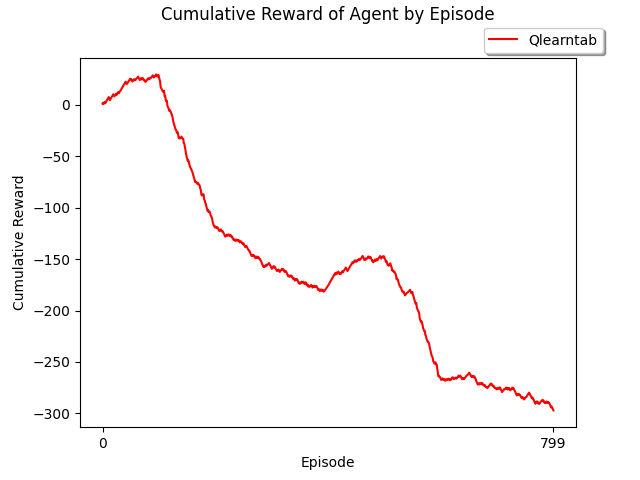 Cumulative Reward of Agent by Episode
Qlearntab
0
−50
−100
−150
−200
−250
−300
Cumulative Reward
0
799
Episode